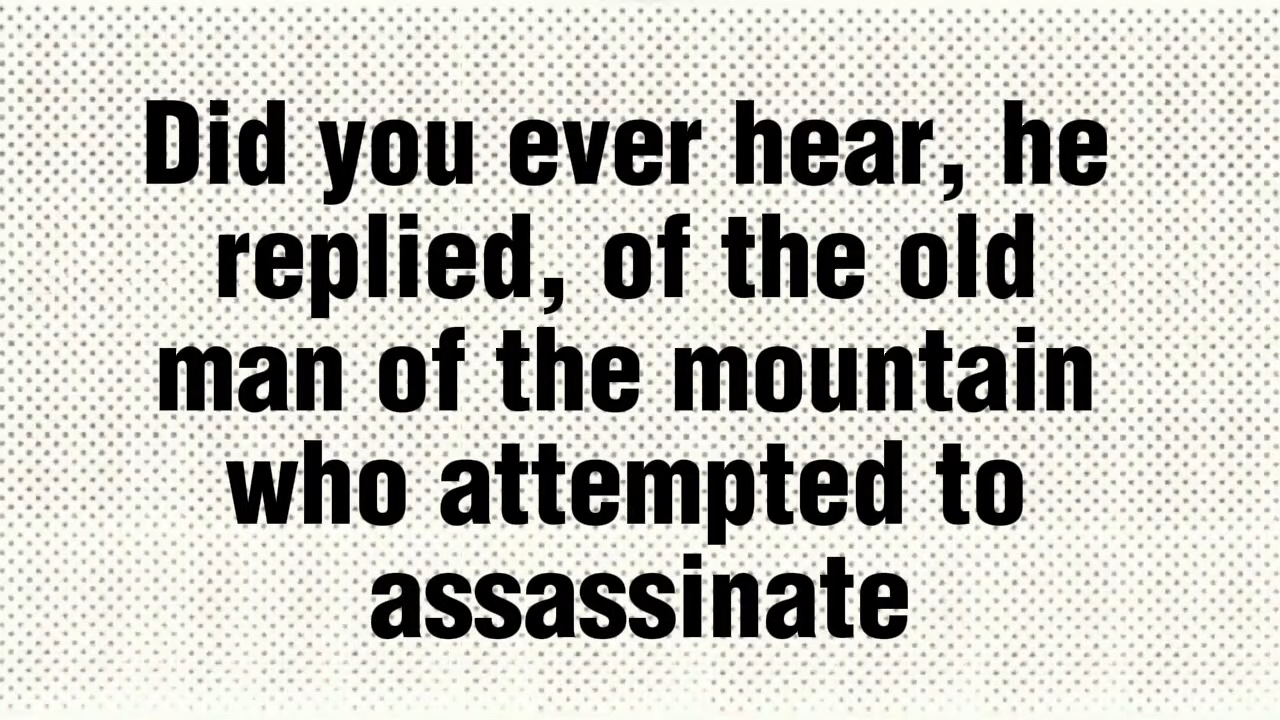 Did you ever hear, he
replied, of the old
man of the mountain
who attempted to
assassinate